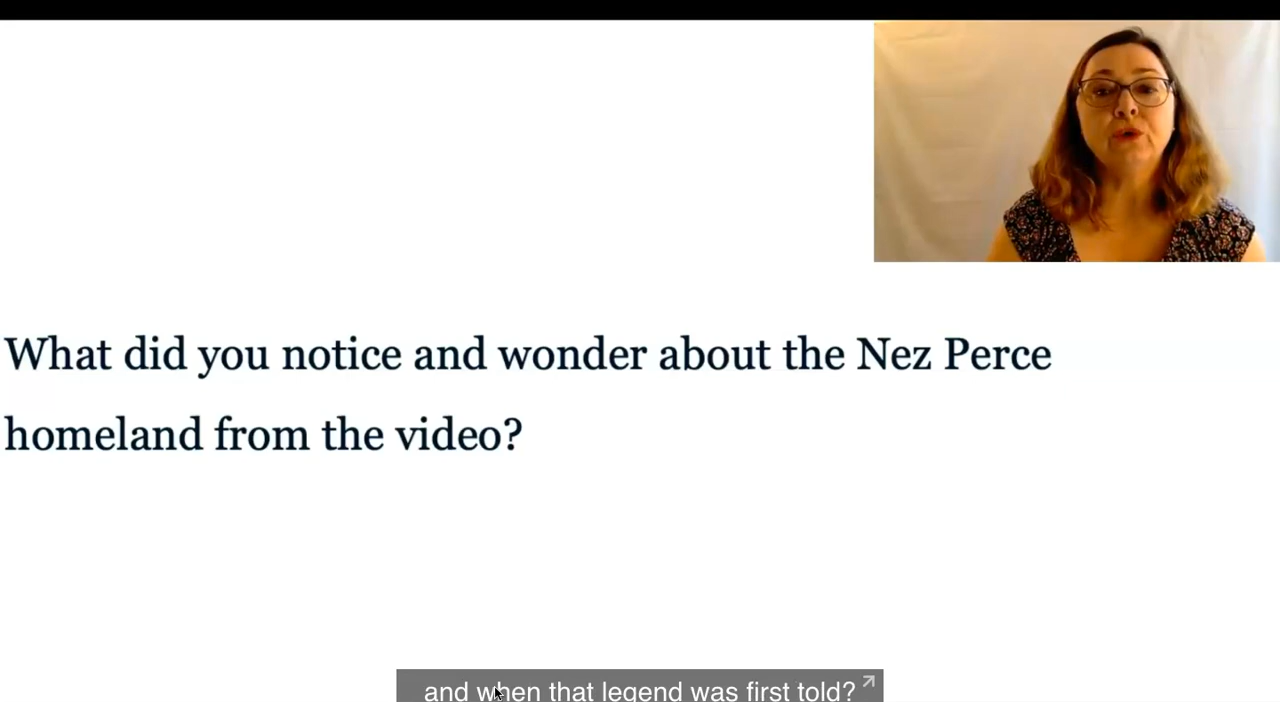 What did you notice and wonder about the Nez Perce
homeland from the video?
and when that legend was first told?